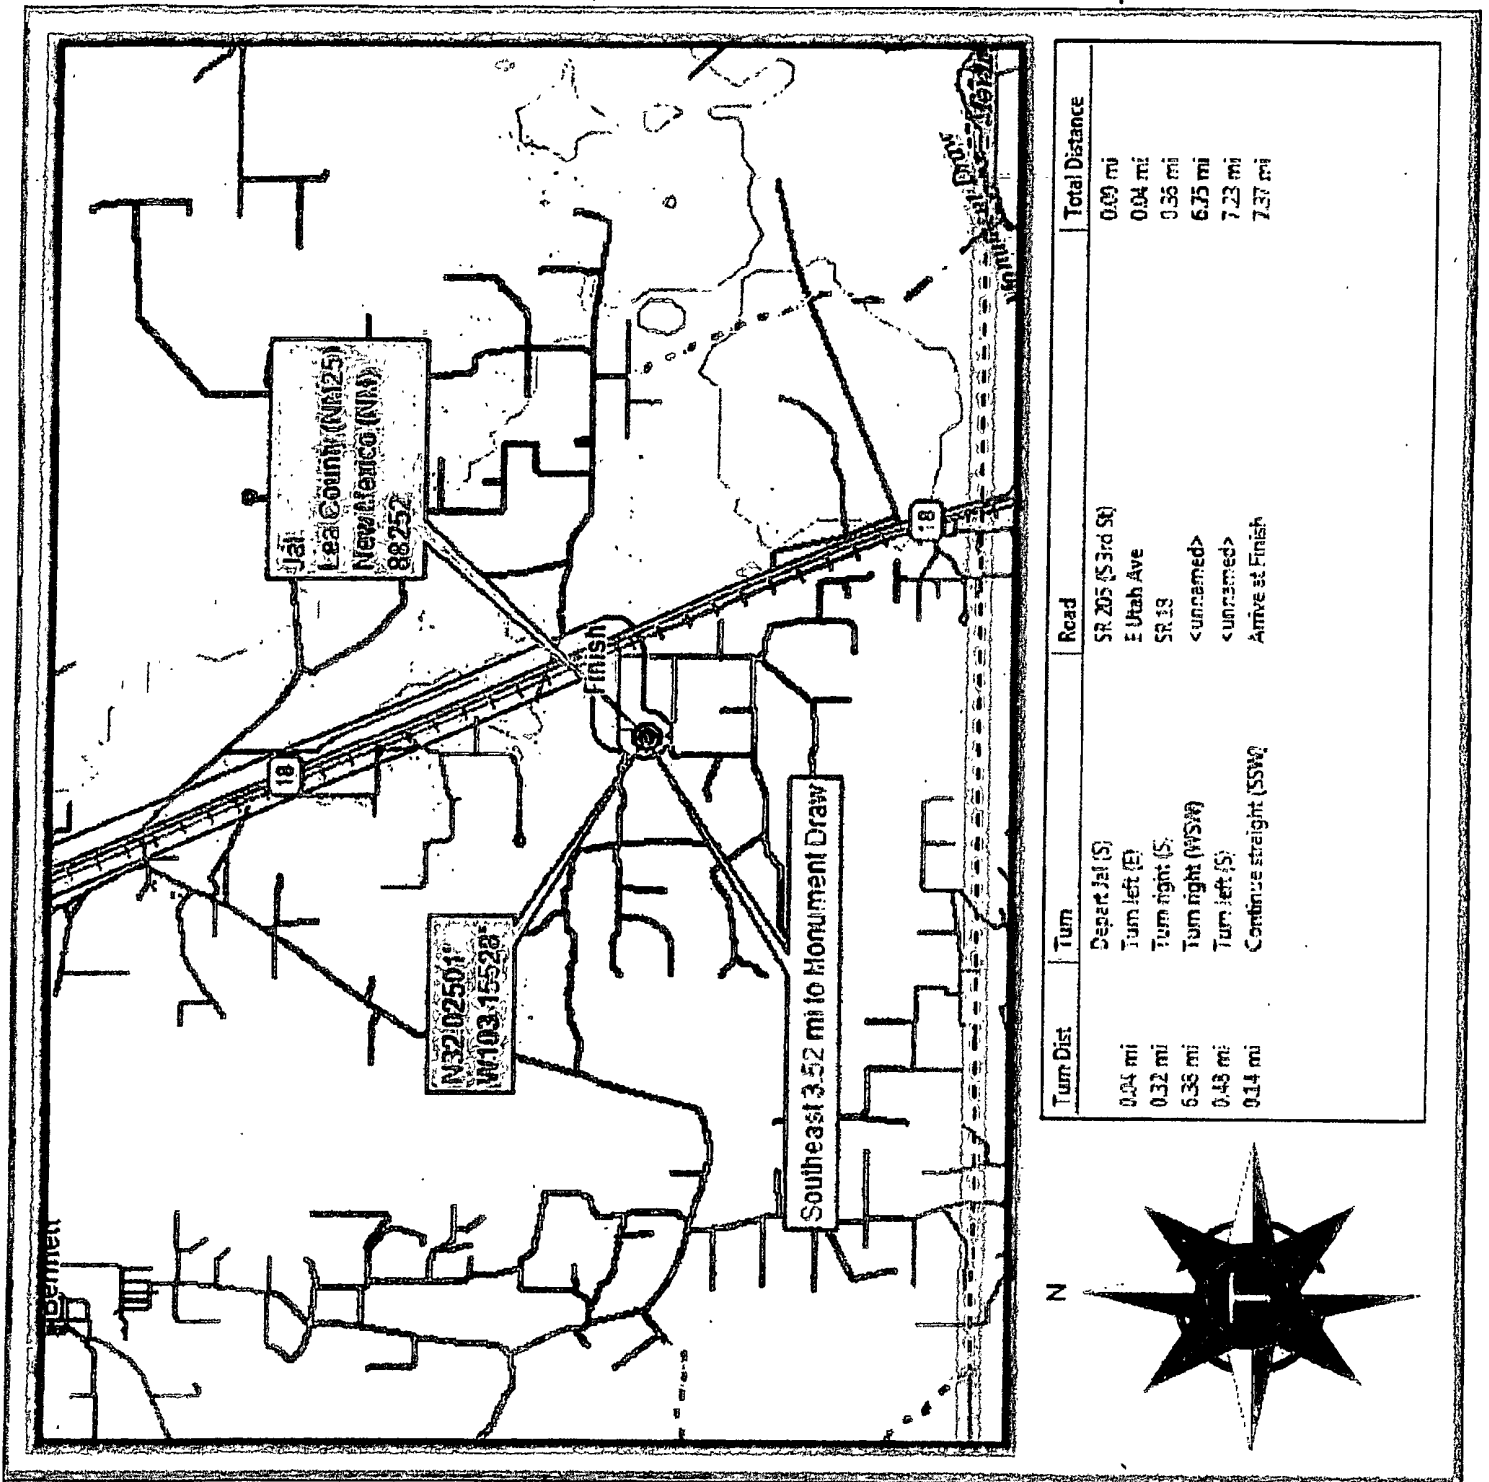 Bennett
18
Jal
Lea County (NM25)
New Mexico (NM)
88252
N32.02501°
W103.15528°
Finish
Southeast 3.52 mi to Monument Draw
18
Draw
N
Turn Dist Turn Road Total Distance
Depart Jal (S) SR 205 (S 3rd St) 0.00 mi
0.04 mi Turn left (E) E Utah Ave 0.04 mi
0.32 mi Turn right (S) SR 18 0.36 mi
6.38 mi Turn right (WSW) <unnamed> 6.75 mi
0.48 mi Turn left (S) <unnamed> 7.23 mi
0.14 mi Continue straight (SSW) Arrive at Finish 7.37 mi